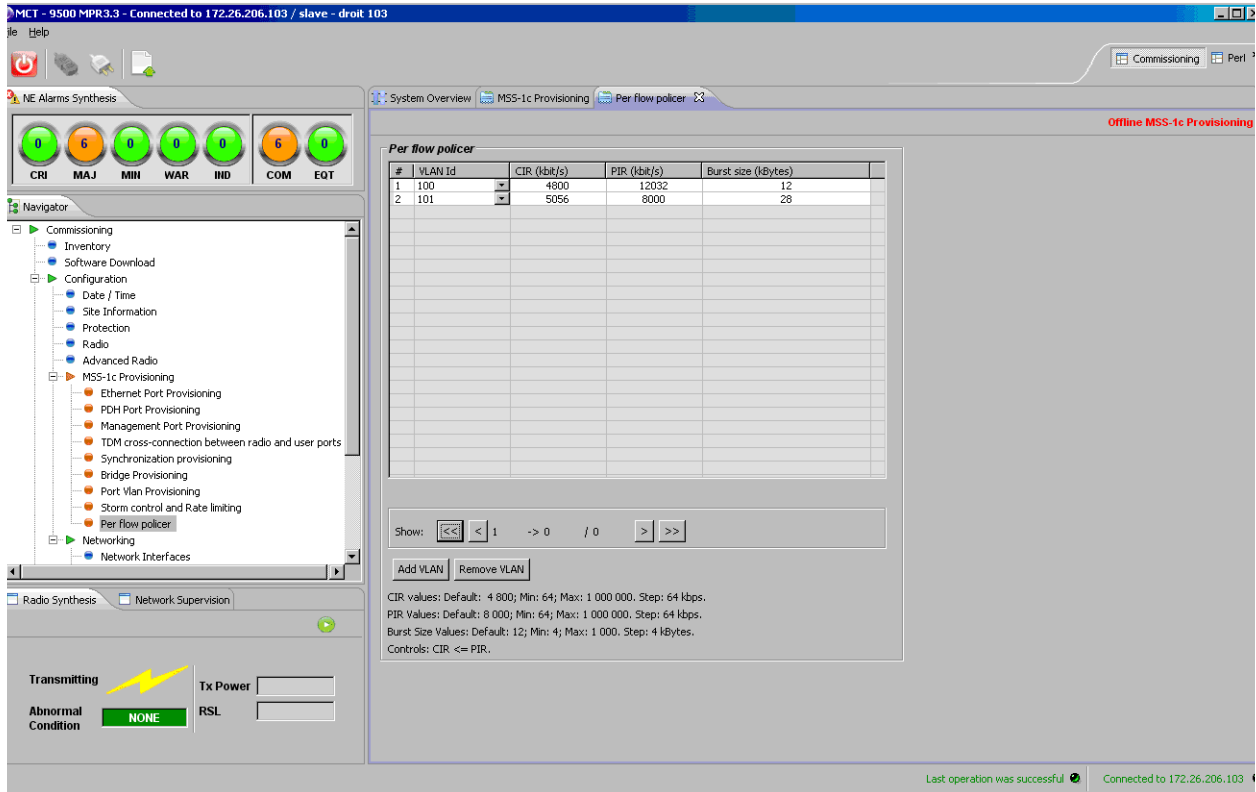 MCT - 9500 MPR3.3 - Connected to 172.26.206.103 / slave - droit 103
ile Help
Commissioning Perl
NE Alarms Synthesis
0 6 0 0 0 6 0
CRI MAJ MIN WAR IND COM EQT
Navigator
Commissioning
Inventory
Software Download
Configuration
Date / Time
Site Information
Protection
Radio
Advanced Radio
MSS-1c Provisioning
Ethernet Port Provisioning
PDH Port Provisioning
Management Port Provisioning
TDM cross-connection between radio and user ports
Synchronization provisioning
Bridge Provisioning
Port Vlan Provisioning
Storm control and Rate limiting
Per flow policer
Networking
Network Interfaces
Radio Synthesis Network Supervision
Transmitting
Tx Power
Abnormal Condition
NONE
RSL
System Overview MSS-1c Provisioning Per flow policer
Offline MSS-1c Provisioning
Per flow policer
# VLAN Id CIR (kbit/s) PIR (kbit/s) Burst size (kBytes)
1 100 4800 12032 12
2 101 5056 8000 28
Show: << < 1 -> 0 / 0 > >>
Add VLAN Remove VLAN
CIR values: Default: 4 800; Min: 64; Max: 1 000 000. Step: 64 kbps.
PIR Values: Default: 8 000; Min: 64; Max: 1 000 000. Step: 64 kbps.
Burst Size Values: Default: 12; Min: 4; Max: 1 000. Step: 4 kBytes.
Controls: CIR <= PIR.
Last operation was successful Connected to 172.26.206.103